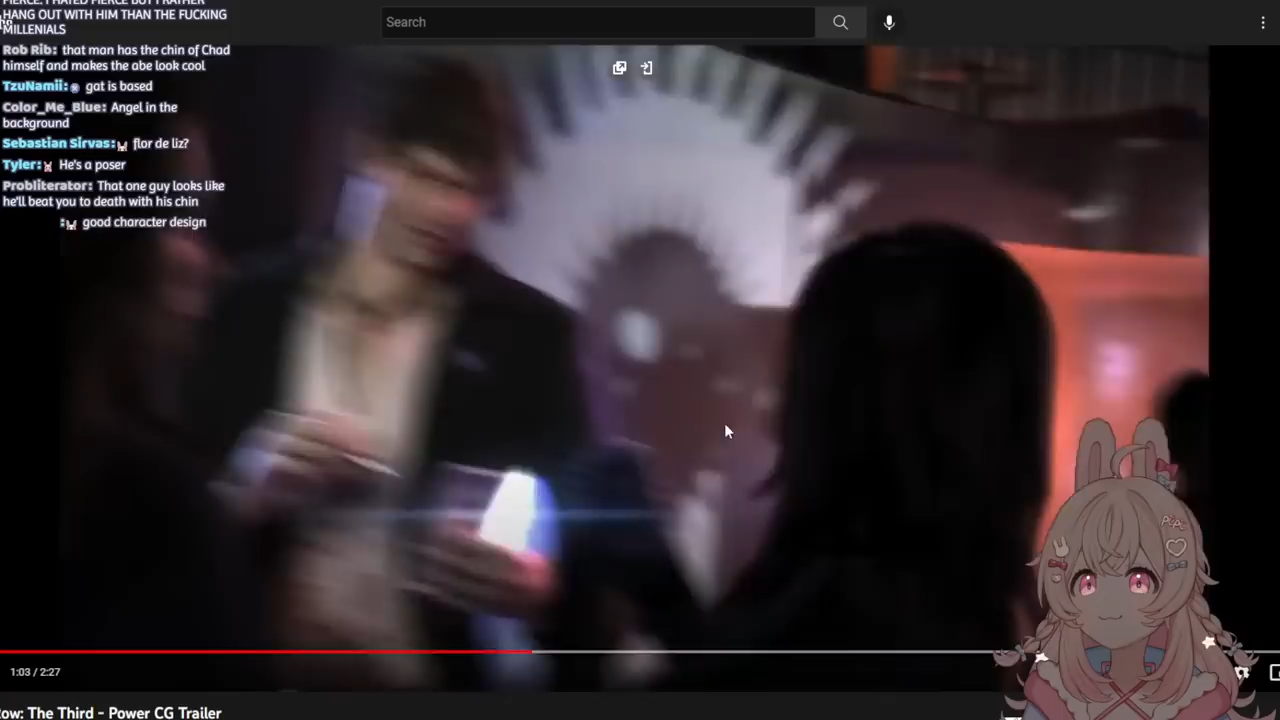 HANG OUT WITH HIM THAN THE FUCKING
MILLENIALS
Rob Rib: that man has the chin of Chad
himself and makes the abe look cool
TzuNamii: gat is based
Color_Me_Blue: Angel in the
background
Sebastian Sirvas: flor de liz?
Tyler: He's a poser
Probliterator: That one guy looks like
he'll beat you to death with his chin
: good character design
Search
1:03 / 2:27
Row: The Third - Power CG Trailer